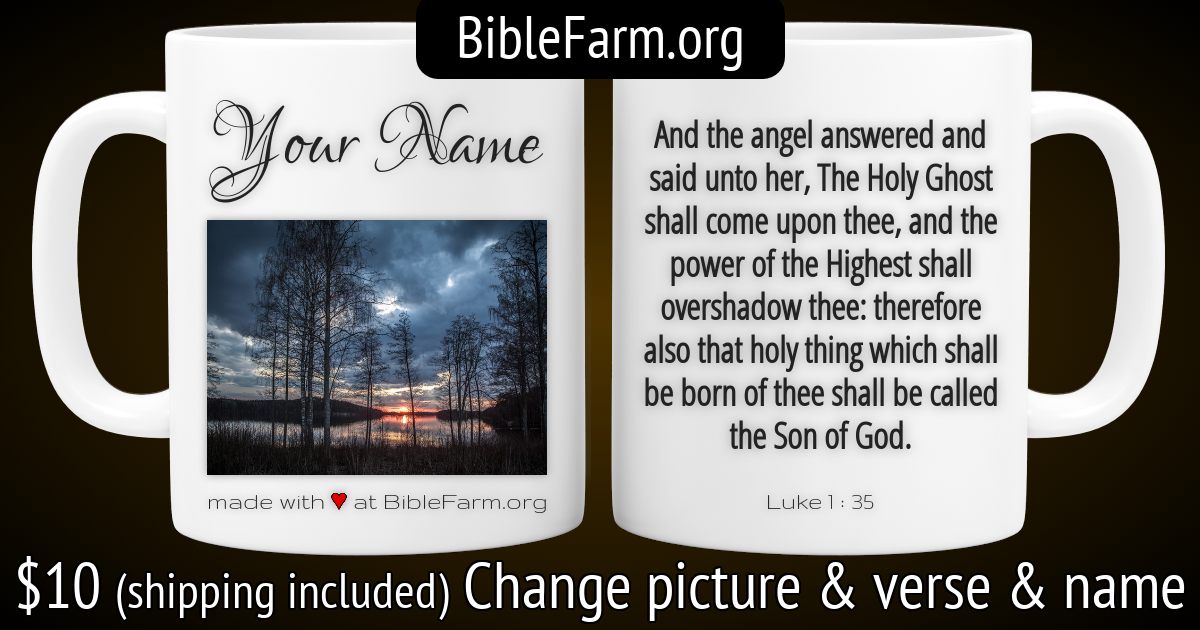 BibleFarm.org
Your Name
made with ♥ at BibleFarm.org
And the angel answered and
said unto her, The Holy Ghost
shall come upon thee, and the
power of the Highest shall
overshadow thee: therefore
also that holy thing which shall
be born of thee shall be called
the Son of God.
Luke 1 : 35
$10 (shipping included) Change picture & verse & name